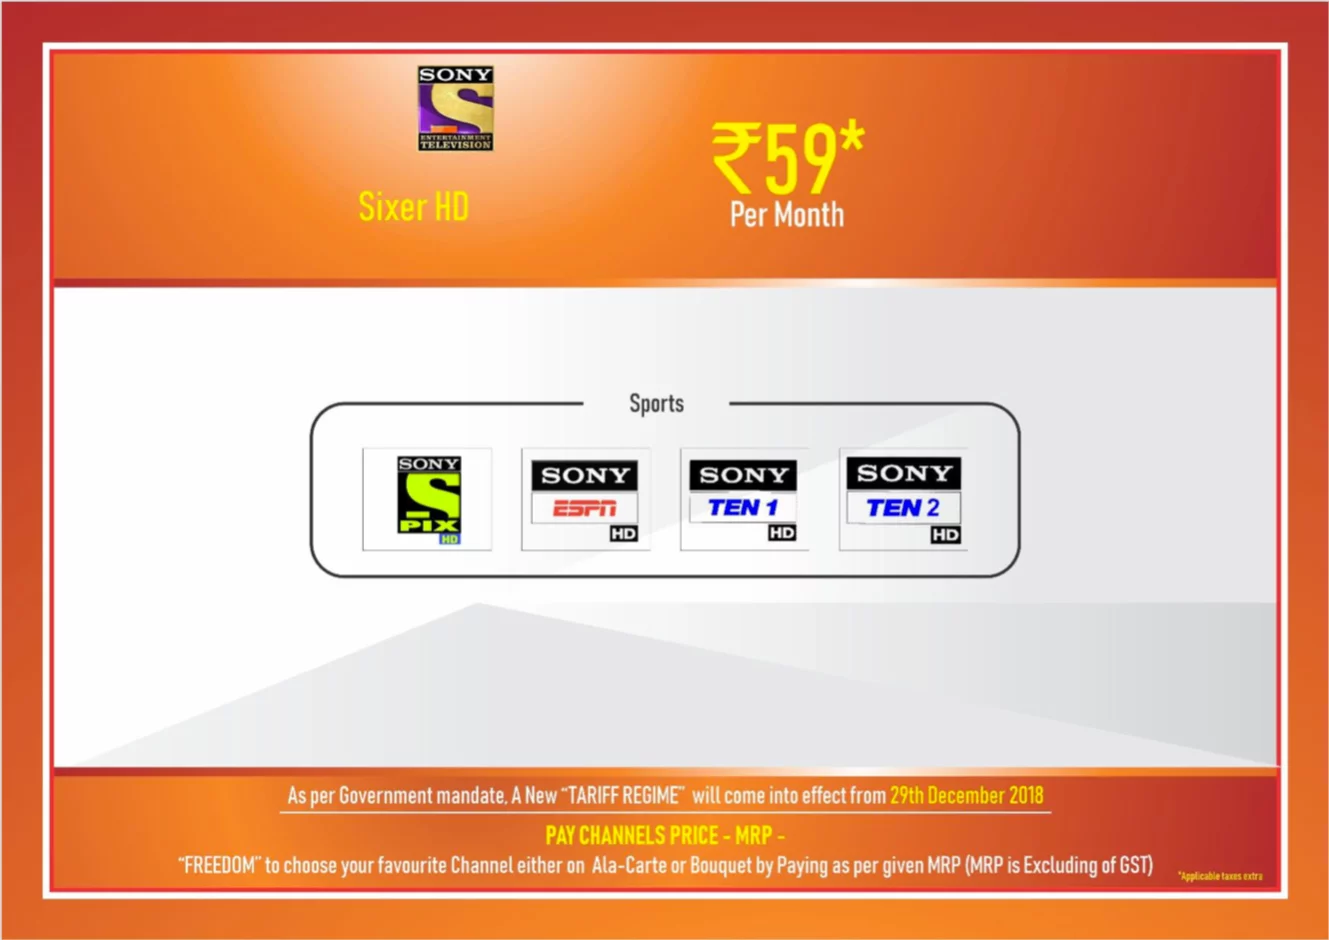 SONY
ENTERTAINMENT
TELEVISION
Sixer HD
₹59*
Per Month
Sports
SONY
PIX
HD
SONY
ESPN
HD
SONY
TEN 1
HD
SONY
TEN 2
HD
As per Government mandate, A New “TARIFF REGIME” will come into effect from 29th December 2018
PAY CHANNELS PRICE - MRP -
“FREEDOM” to choose your favourite Channel either on Ala-Carte or Bouquet by Paying as per given MRP (MRP is Excluding of GST)
*Applicable taxes extra